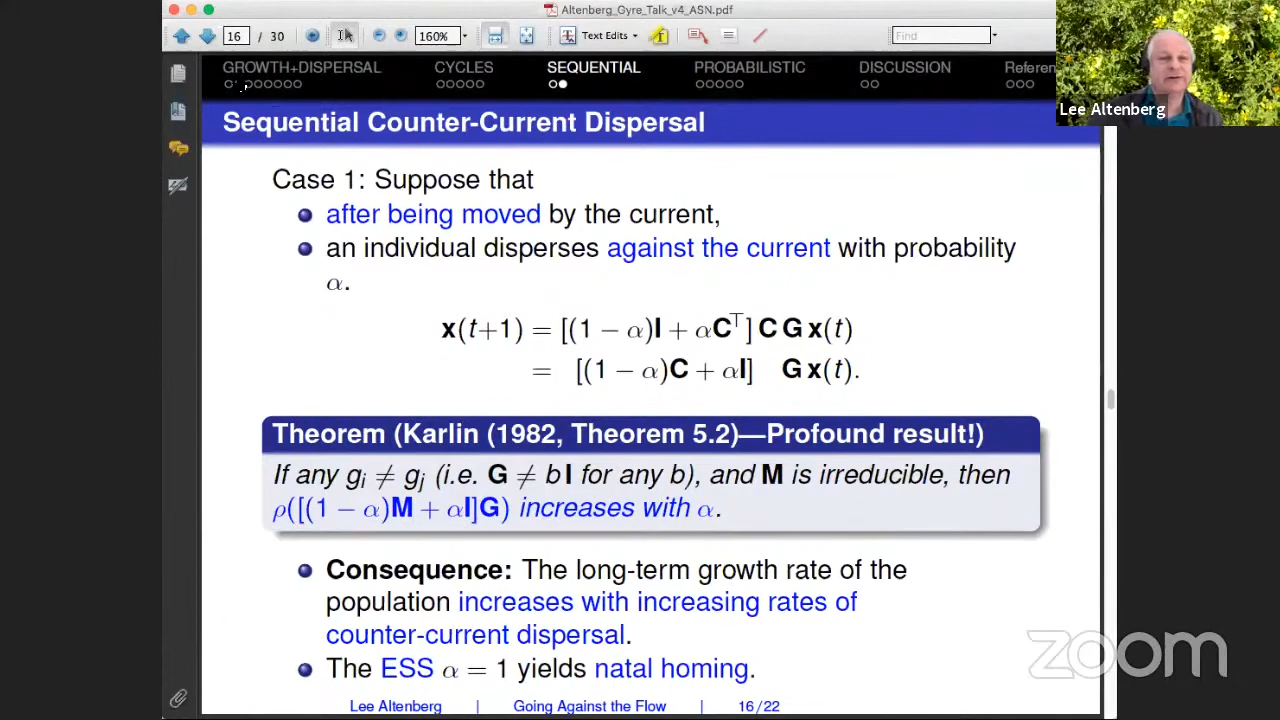 Altenberg_Gyre_Talk_v4_ASN.pdf
16 / 30 160% Text Edits Find
GROWTH+DISPERSAL CYCLES SEQUENTIAL PROBABILISTIC DISCUSSION Referen
Lee Altenberg
Sequential Counter-Current Dispersal
Case 1: Suppose that
after being moved by the current,
an individual disperses against the current with probability
α.
x(t+1) = [(1 − α)I + αC⊤] C G x(t)
= [(1 − α)C + αI] G x(t).
Theorem (Karlin (1982, Theorem 5.2)—Profound result!)
If any gᵢ ≠ gⱼ (i.e. G ≠ b I for any b), and M is irreducible, then
ρ([(1 − α)M + αI]G) increases with α.
Consequence: The long-term growth rate of the
population increases with increasing rates of
counter-current dispersal.
The ESS α = 1 yields natal homing.
zoom
Lee Altenberg | Going Against the Flow | 16/22